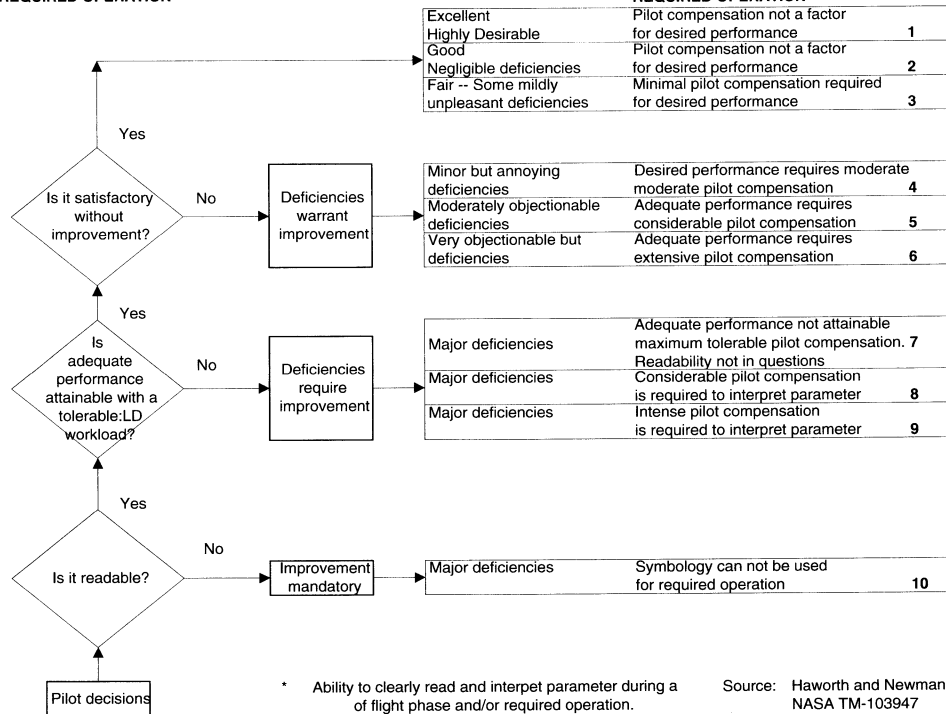 REQUIRED OPERATION
REQUIRED OPERATION
Excellent
Highly Desirable
Pilot compensation not a factor
for desired performance 1
Good
Negligible deficiencies
Pilot compensation not a factor
for desired performance 2
Fair -- Some mildly
unpleasant deficiencies
Minimal pilot compensation required
for desired performance 3
Yes
Is it satisfactory
without
improvement?
No
Deficiencies
warrant
improvement
Minor but annoying
deficiencies
Desired performance requires moderate
moderate pilot compensation 4
Moderately objectionable
deficiencies
Adequate performance requires
considerable pilot compensation 5
Very objectionable but
deficiencies
Adequate performance requires
extensive pilot compensation 6
Yes
Is
adequate
performance
attainable with a
tolerable:LD
workload?
No
Deficiencies
require
improvement
Major deficiencies
Adequate performance not attainable
maximum tolerable pilot compensation. 7
Readability not in questions
Major deficiencies
Considerable pilot compensation
is required to interpret parameter 8
Major deficiencies
Intense pilot compensation
is required to interpret parameter 9
Yes
Is it readable?
No
Improvement
mandatory
Major deficiencies
Symbology can not be used
for required operation 10
Pilot decisions
* Ability to clearly read and interpet parameter during a
of flight phase and/or required operation.
Source: Haworth and Newman
NASA TM-103947